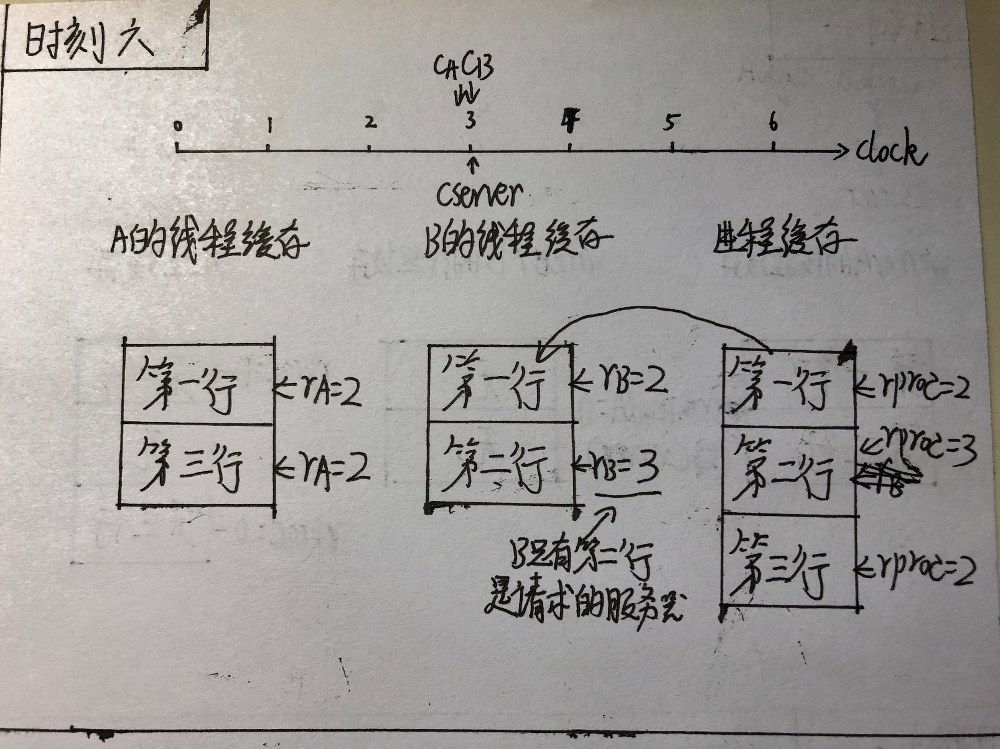 时刻六
CA CB
0 1 2 3 4 5 6
clock
Cserver
A的线程缓存 B的线程缓存 进程缓存
第一行 ←rA=2 第一行 ←rB=2 第一行 ←rproc=2
第三行 ←rA=2 第二行 ←rB=3 第二行 ←rproc=3
B只有第二行
是请求的服务器
第三行 ←rproc=2